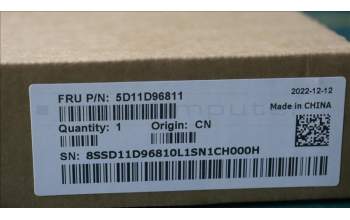 FRU P/N: 5D11D96811
2022-12-12
Made in CHINA
Quantity: 1 Origin: CN
SN: 8SSD11D96810L1SN1CH000H